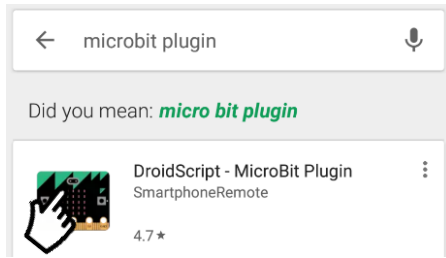 microbit plugin
Did you mean: micro bit plugin
DroidScript - MicroBit Plugin
SmartphoneRemote
4.7★